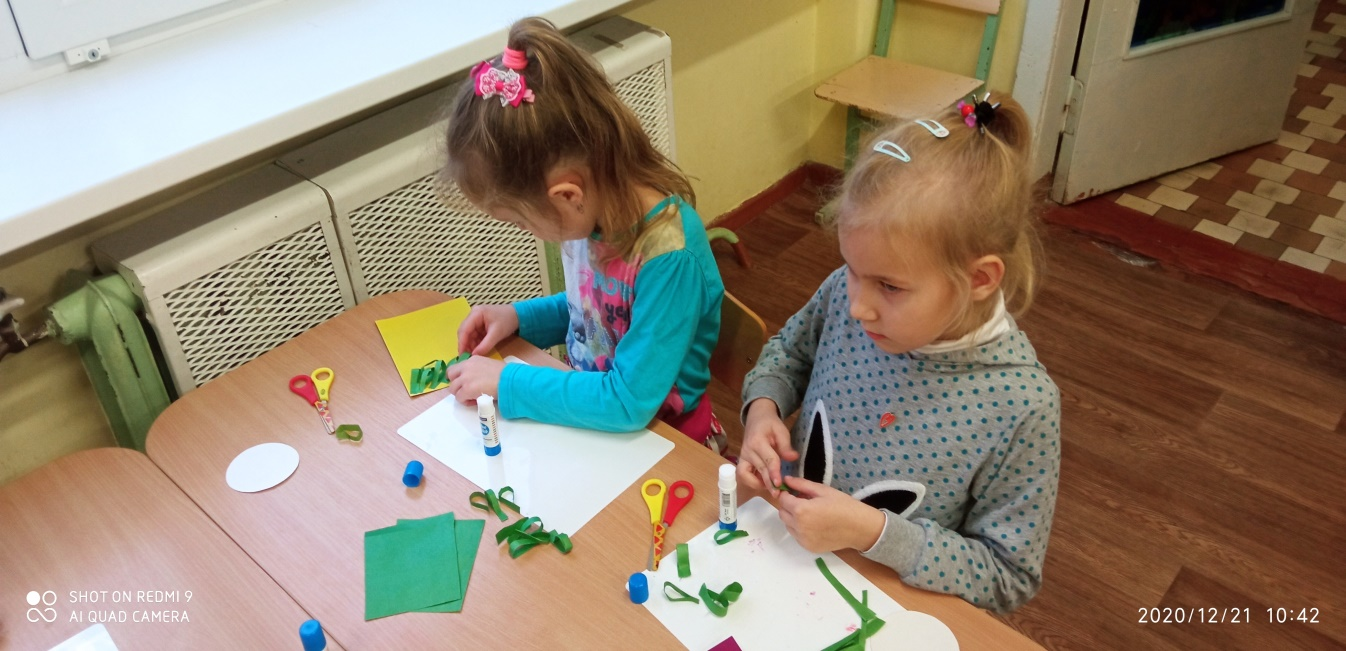 SHOT ON REDMI 9
AI QUAD CAMERA
2020/12/21 10:42